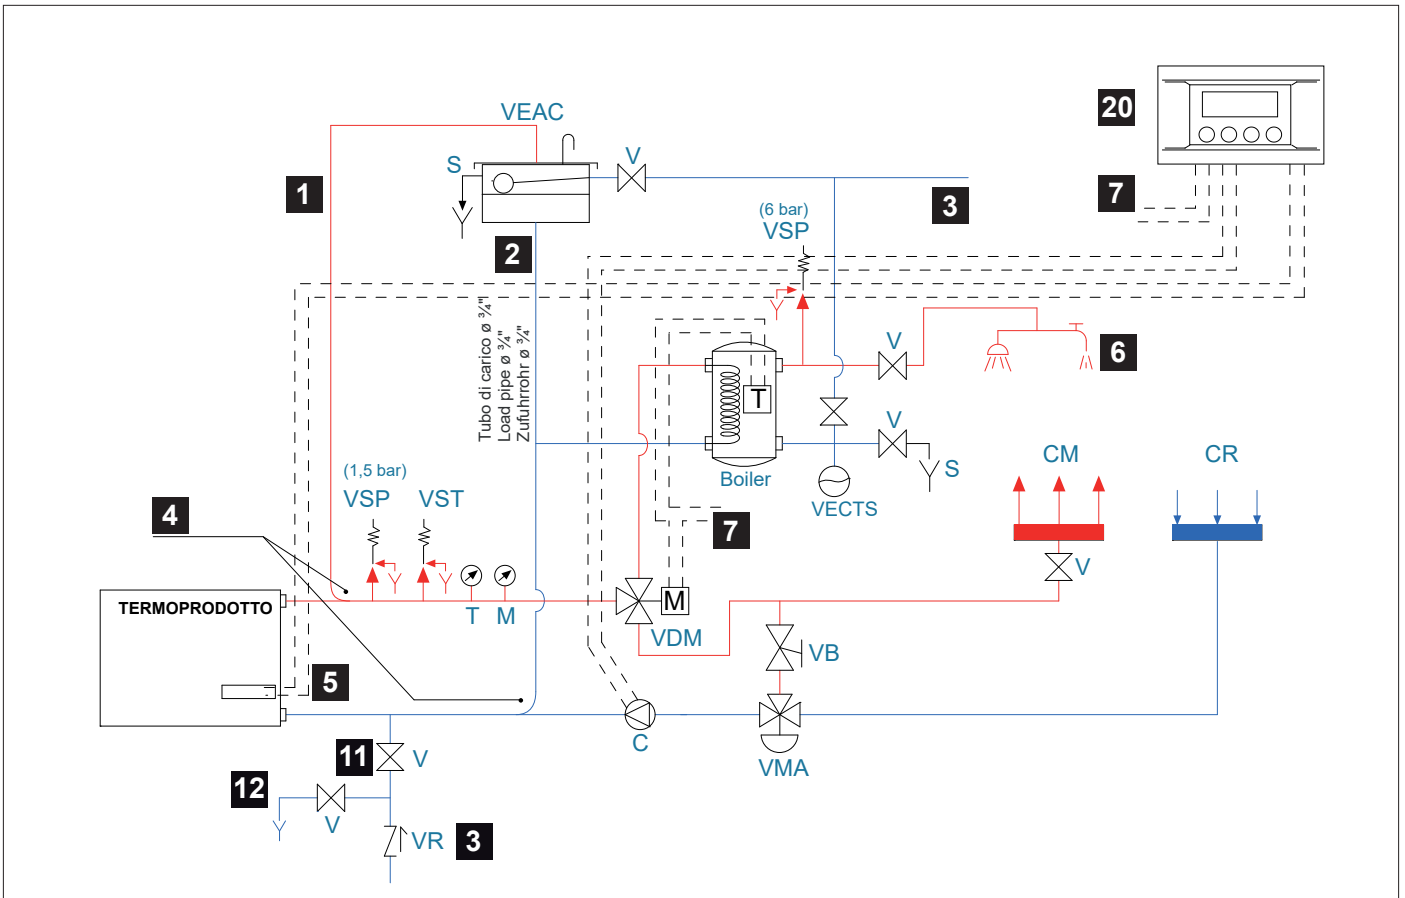 VEAC
20
S
V
1
7
3
(6 bar)
VSP
2
Tubo di carico ø ¾"
Load pipe ø ¾"
Zufuhrrohr ø ¾"
V
6
T
V
CM
CR
(1,5 bar)
Boiler
S
VSP
VST
4
VECTS
7
V
TERMOPRODOTTO
M
T
M
VDM
VB
5
C
11
V
VMA
12
V
VR
3